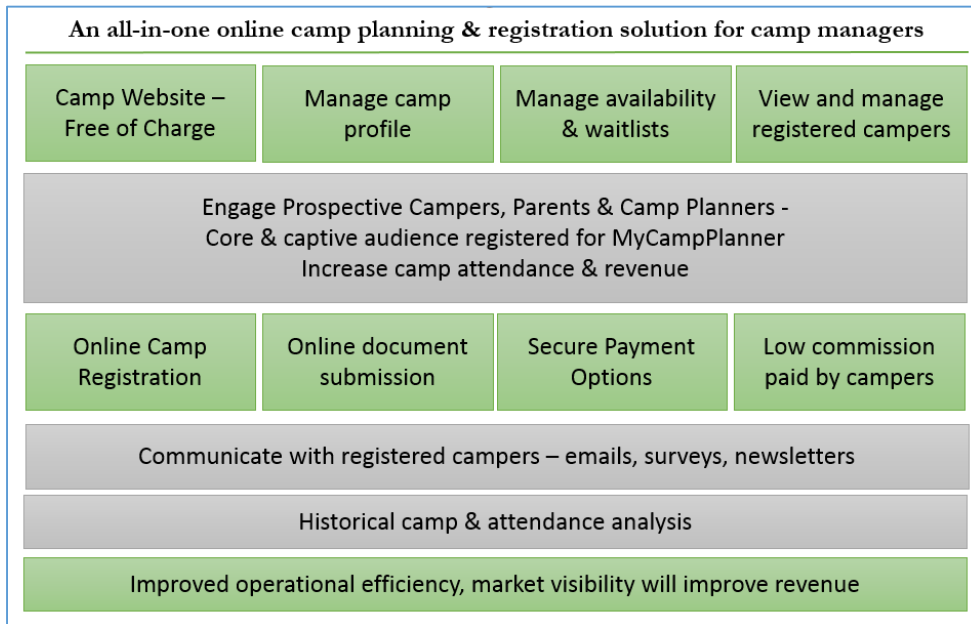 An all-in-one online camp planning & registration solution for camp managers
Camp Website –
Free of Charge
Manage camp
profile
Manage availability
& waitlists
View and manage
registered campers
Engage Prospective Campers, Parents & Camp Planners -
Core & captive audience registered for MyCampPlanner
Increase camp attendance & revenue
Online Camp
Registration
Online document
submission
Secure Payment
Options
Low commission
paid by campers
Communicate with registered campers – emails, surveys, newsletters
Historical camp & attendance analysis
Improved operational efficiency, market visibility will improve revenue